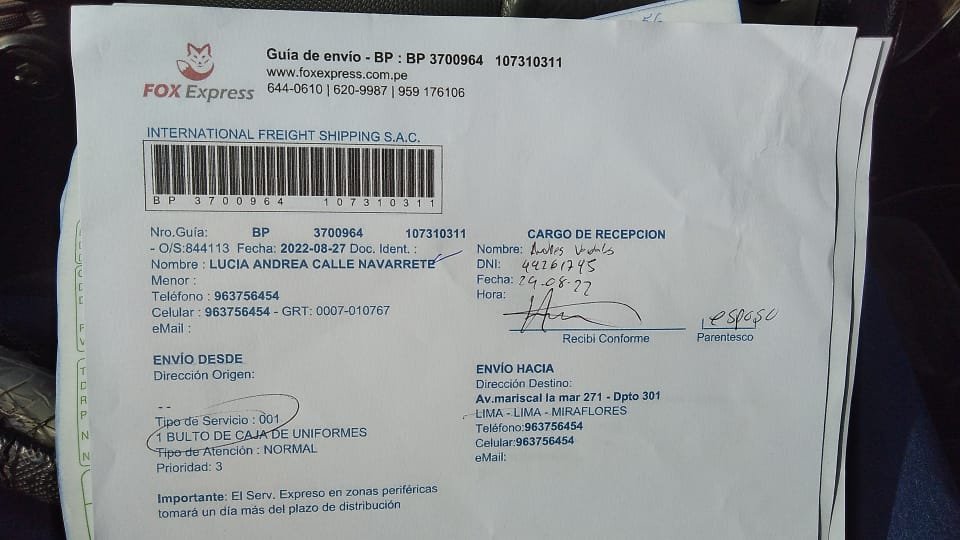 Guía de envío - BP : BP 3700964 107310311
www.foxexpress.com.pe
644-0610 | 620-9987 | 959 176106
FOX Express
INTERNATIONAL FREIGHT SHIPPING S.A.C.
BP 3700964 107310311
Nro.Guía: BP 3700964 107310311
- O/S:844113 Fecha: 2022-08-27 Doc. Ident. :
Nombre : LUCIA ANDREA CALLE NAVARRETE
Menor :
Teléfono : 963756454
Celular : 963756454 - GRT: 0007-010767
eMail :
CARGO DE RECEPCION
Nombre:
DNI: 44261745
Fecha: 29-08-22
Hora:
espaso
Recibi Conforme Parentesco
ENVÍO DESDE
Dirección Origen:
--
Tipo de Servicio : 001
1 BULTO DE CAJA DE UNIFORMES
Tipo de Atención : NORMAL
Prioridad: 3
ENVÍO HACIA
Dirección Destino:
Av.mariscal la mar 271 - Dpto 301
LIMA - LIMA - MIRAFLORES
Teléfono:963756454
Celular:963756454
eMail:
Importante: El Serv. Expreso en zonas periféricas
tomará un día más del plazo de distribución